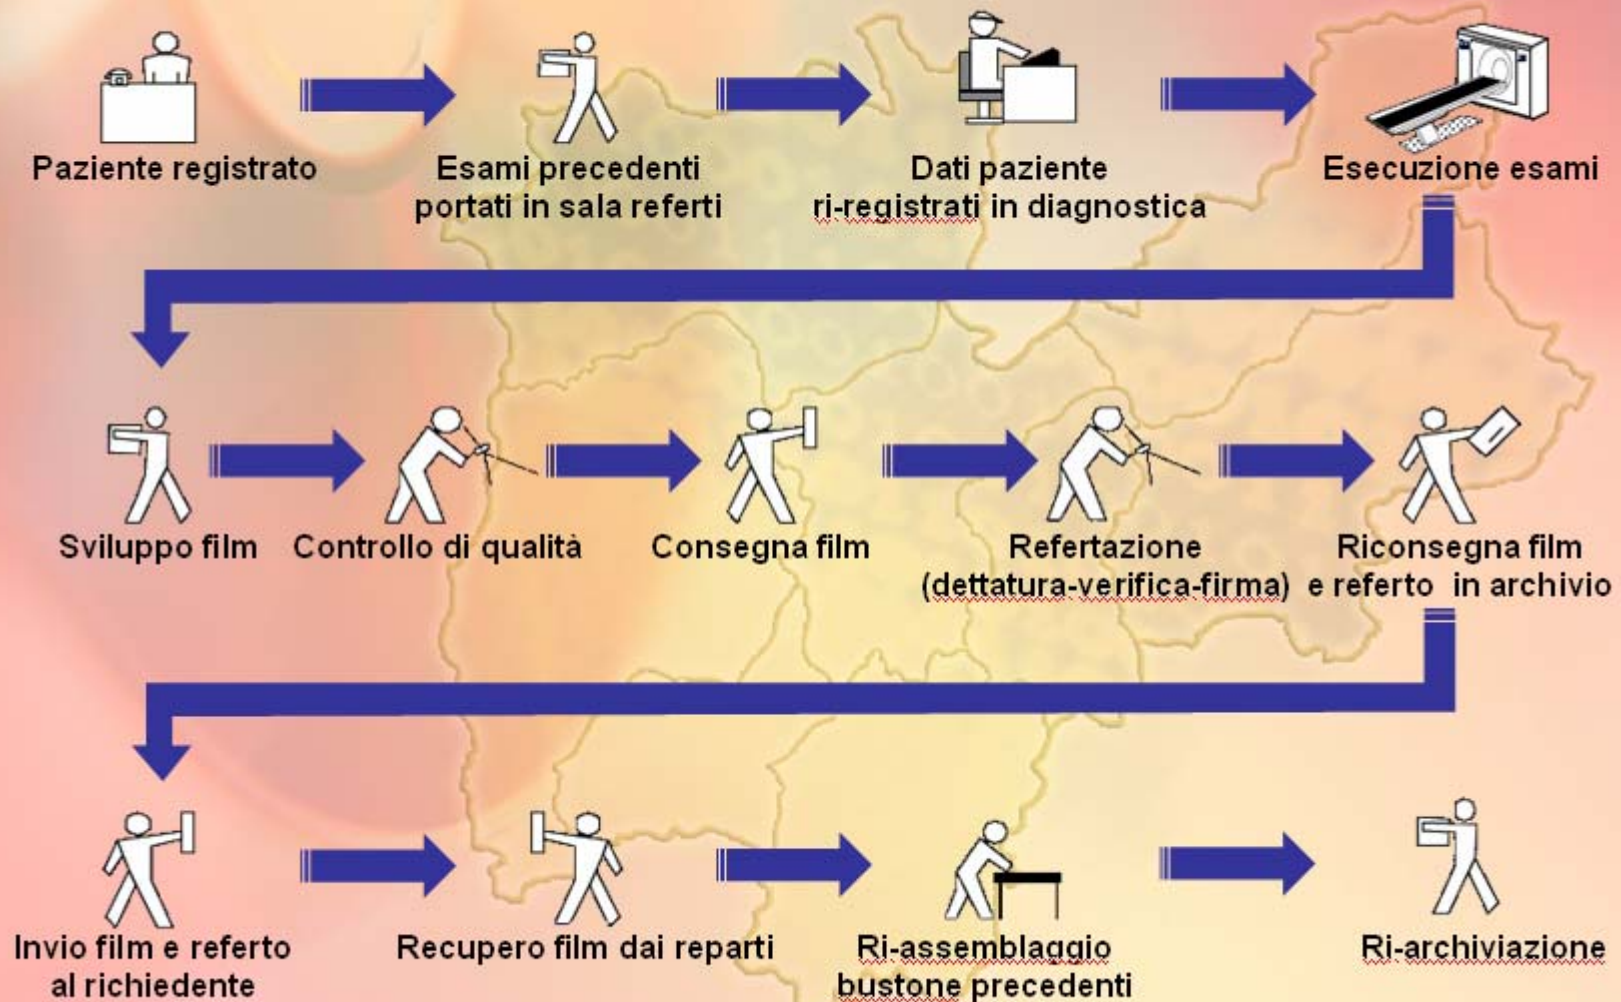 Paziente registrato
Esami precedenti
portati in sala referti
Dati paziente
ri-registrati in diagnostica
Esecuzione esami
Sviluppo film
Controllo di qualità
Consegna film
Refertazione
(dettatura-verifica-firma)
Riconsegna film
e referto in archivio
Invio film e referto
al richiedente
Recupero film dai reparti
Ri-assemblaggio
bustone precedenti
Ri-archiviazione